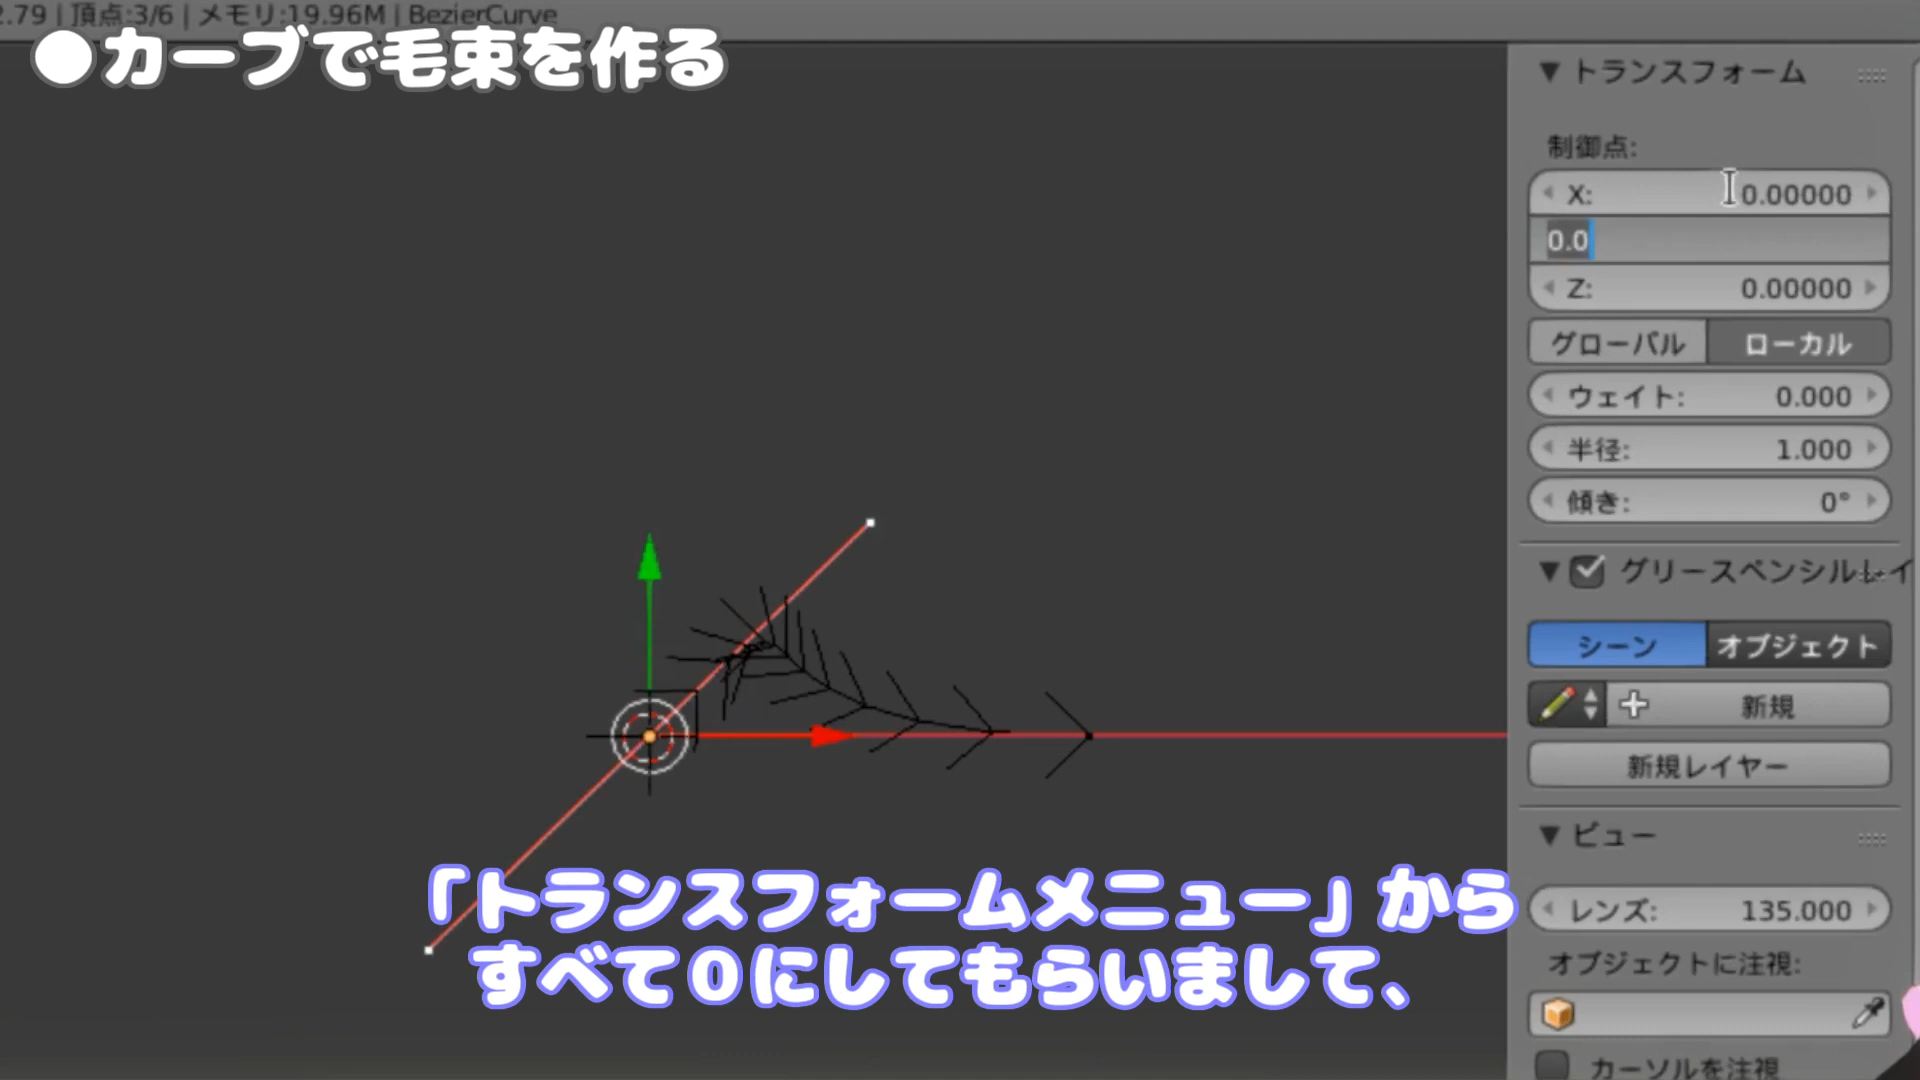 2.79 | 頂点:3/6 | メモリ:19.96M | BezierCurve
●カーブで毛束を作る
トランスフォーム
制御点:
X: 0.00000
0.0
Z: 0.00000
グローバル ローカル
ウェイト: 0.000
半径: 1.000
傾き: 0°
グリースペンシルレイ
シーン オブジェクト
新規
新規レイヤー
ビュー
レンズ: 135.000
オブジェクトに注視:
カーソルを注視
「トランスフォームメニュー」から
すべて0にしてもらいまして、